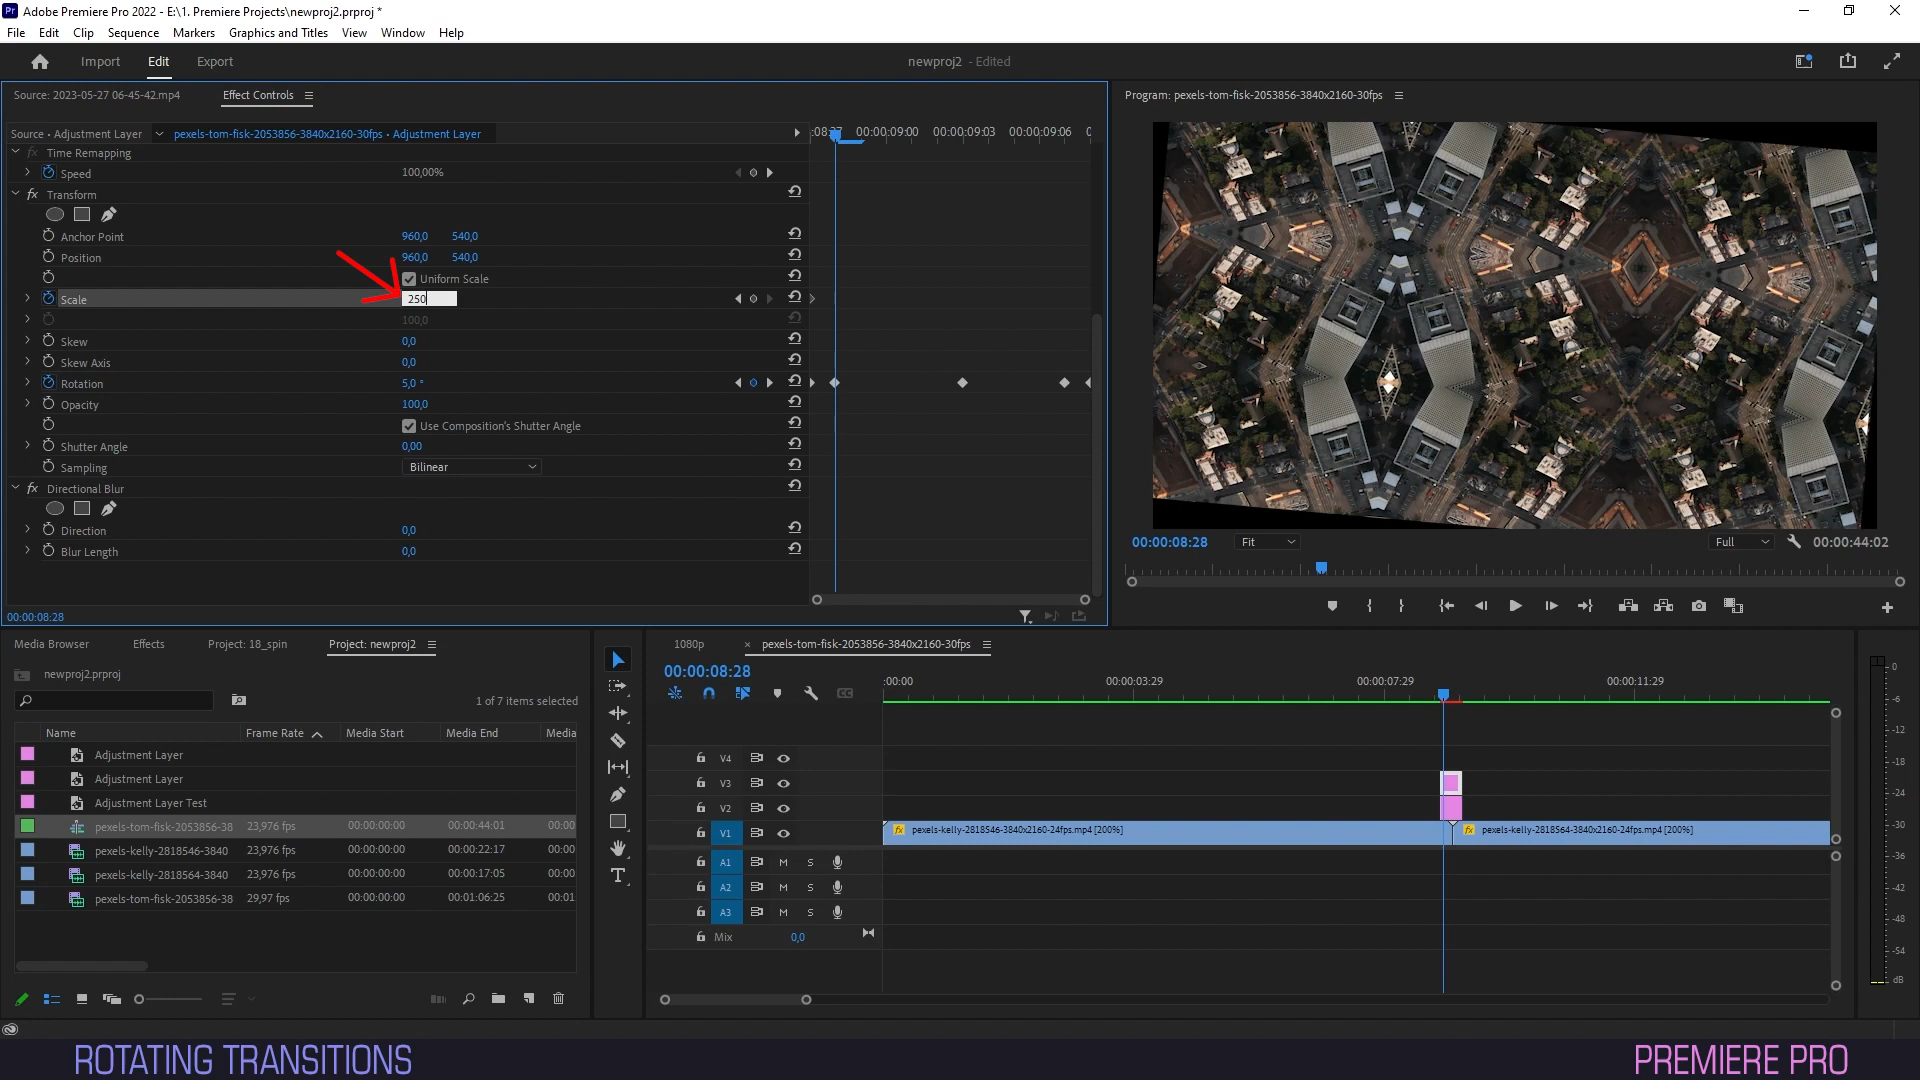 Adobe Premiere Pro 2022 - E:\1. Premiere Projects\newproj2.prproj *
File Edit Clip Sequence Markers Graphics and Titles View Window Help
Import Edit Export
newproj2 - Edited
Source: 2023-05-27 06-45-42.mp4
Effect Controls
Source • Adjustment Layer
pexels-tom-fisk-2053856-3840x2160-30fps • Adjustment Layer
00:00:09:00 00:00:09:03 00:00:09:06
Time Remapping
Speed 100,00%
fx Transform
Anchor Point 960,0 540,0
Position 960,0 540,0
Uniform Scale
Scale 250
100,0
Skew 0,0
Skew Axis 0,0
Rotation 5,0 °
Opacity 100,0
Use Composition's Shutter Angle
Shutter Angle 0,00
Sampling Bilinear
fx Directional Blur
Direction 0,0
Blur Length 0,0
00:00:08:28
Program: pexels-tom-fisk-2053856-3840x2160-30fps
00:00:08:28 Fit Full 00:00:44:02
Media Browser Effects Project: 18_spin Project: newproj2
newproj2.prproj
1 of 7 items selected
Name Frame Rate Media Start Media End Media
Adjustment Layer
Adjustment Layer
Adjustment Layer Test
pexels-tom-fisk-2053856-38 23,976 fps 00:00:00:00 00:00:44:01 00:00
pexels-kelly-2818546-3840 23,976 fps 00:00:00:00 00:00:22:17 00:00
pexels-kelly-2818564-3840 23,976 fps 00:00:00:00 00:00:17:05 00:00
pexels-tom-fisk-2053856-38 29,97 fps 00:00:00:00 00:01:06:25 00:01
1080p
× pexels-tom-fisk-2053856-3840x2160-30fps
00:00:08:28
:00:00 00:00:03:29 00:00:07:29 00:00:11:29
V4
V3
V2
V1
fx pexels-kelly-2818546-3840x2160-24fps.mp4 [200%]
fx pexels-kelly-2818564-3840x2160-24fps.mp4 [200%]
A1 M S
A2 M S
A3 M S
Mix 0,0
0
-6
-12
-18
-24
-30
-36
-42
-48
-54
dB
ROTATING TRANSITIONS
PREMIERE PRO